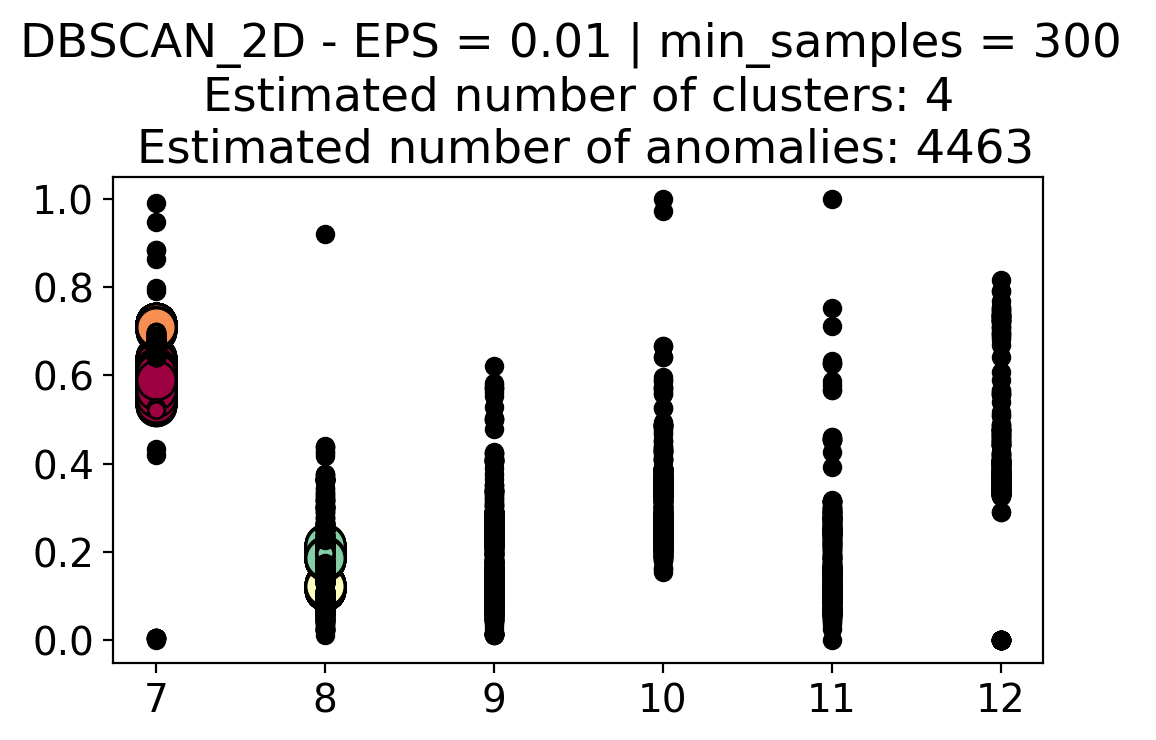 DBSCAN_2D - EPS = 0.01 | min_samples = 300
Estimated number of clusters: 4
Estimated number of anomalies: 4463
1.0
0.8
0.6
0.4
0.2
0.0
7 8 9 10 11 12